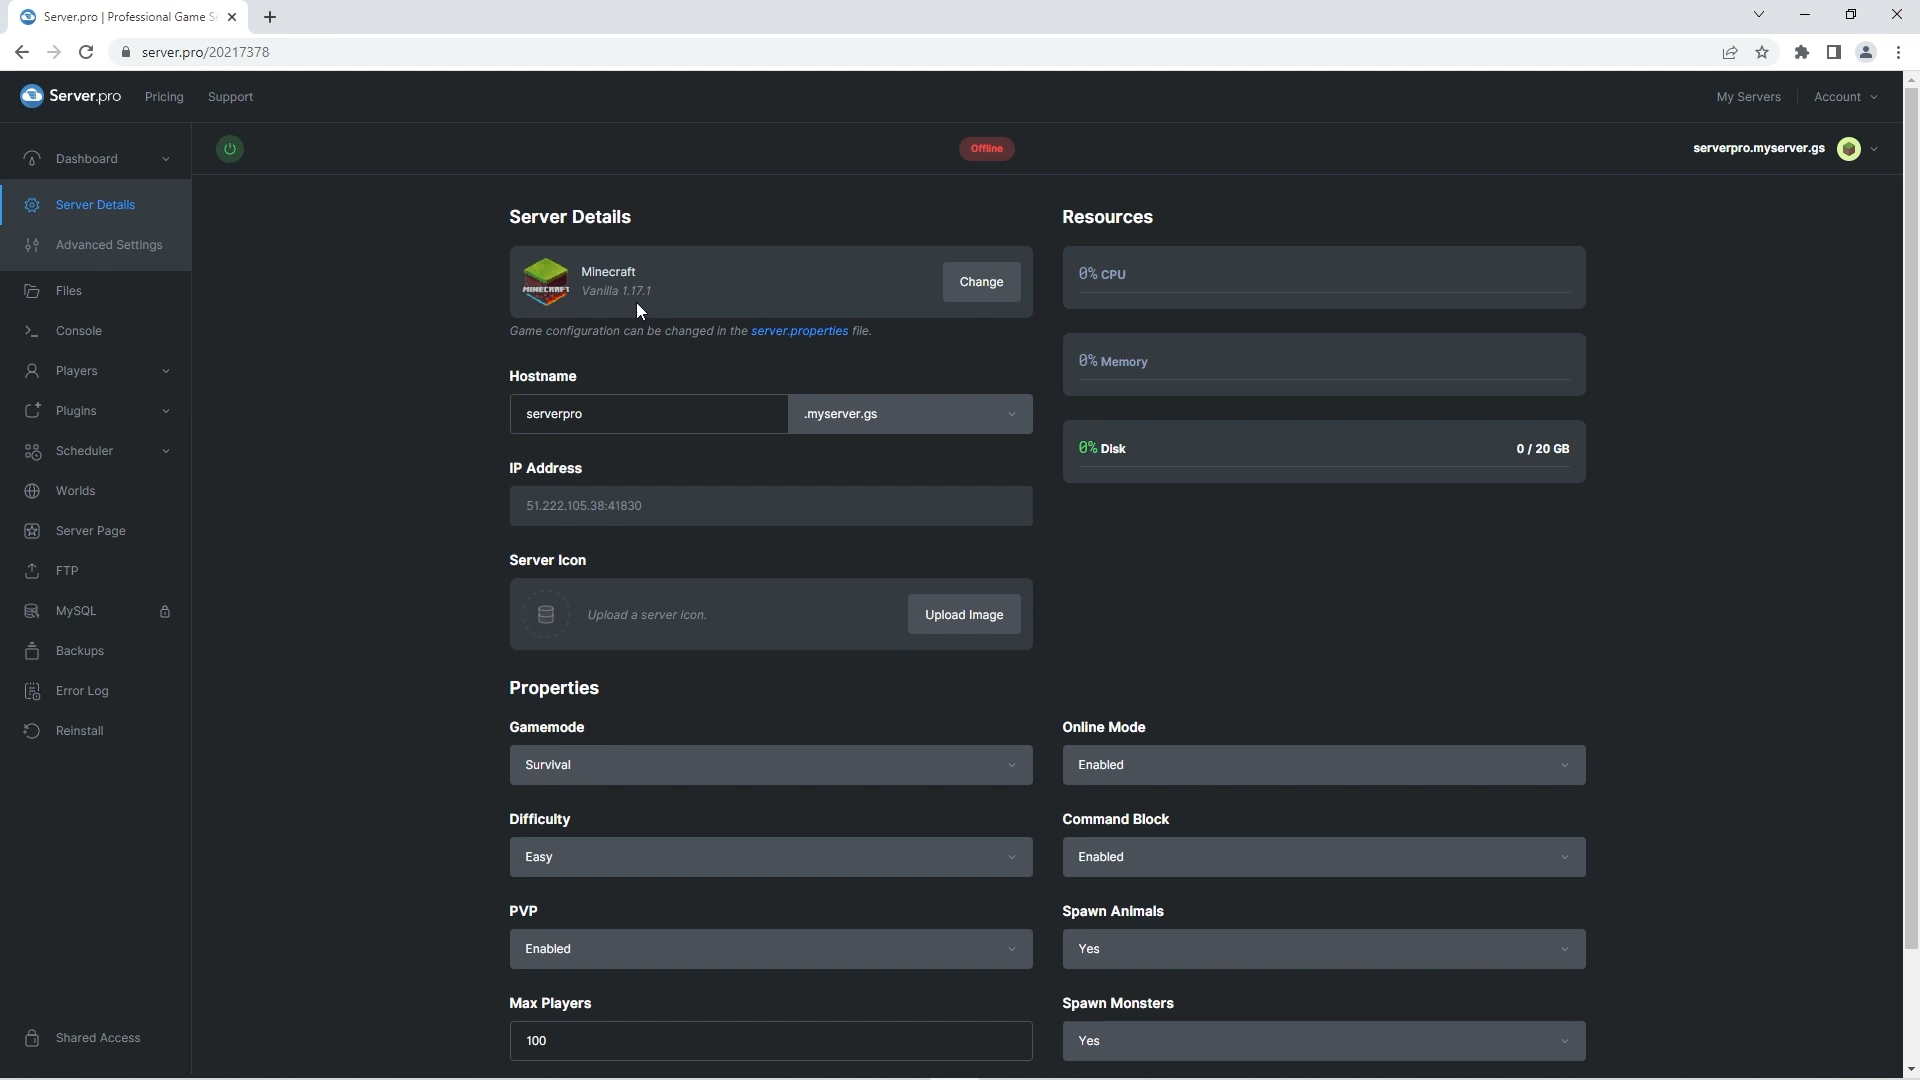 Server.pro | Professional Game Se
server.pro/20217378
Server.pro
Pricing
Support
My Servers
Account
Dashboard
Offline
serverpro.myserver.gs
Server Details
Advanced Settings
Files
Console
Players
Plugins
Scheduler
Worlds
Server Page
FTP
MySQL
Backups
Error Log
Reinstall
Shared Access
Server Details
MINECRAFT
Minecraft
Vanilla 1.17.1
Change
Game configuration can be changed in the server.properties file.
Hostname
serverpro
.myserver.gs
IP Address
51.222.105.38:41830
Server Icon
Upload a server icon.
Upload Image
Resources
0% CPU
0% Memory
0% Disk
0 / 20 GB
Properties
Gamemode
Survival
Online Mode
Enabled
Difficulty
Easy
Command Block
Enabled
PVP
Enabled
Spawn Animals
Yes
Max Players
100
Spawn Monsters
Yes